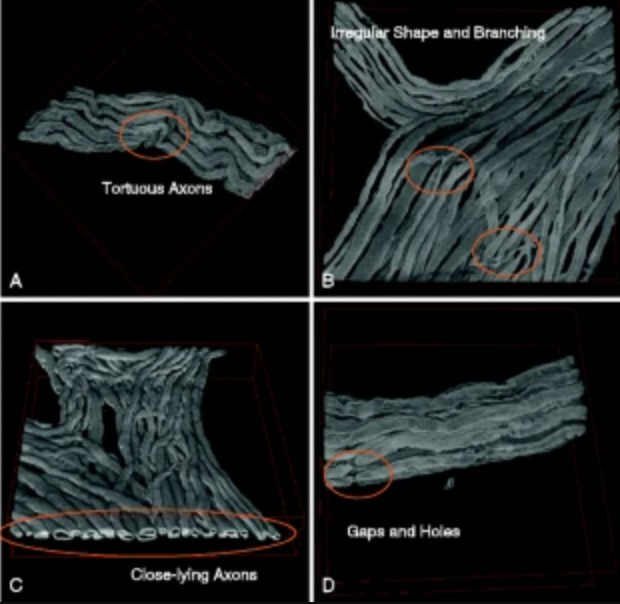 Tortuous Axons
A
Irregular Shape and Branching
B
Close-lying Axons
C
Gaps and Holes
D